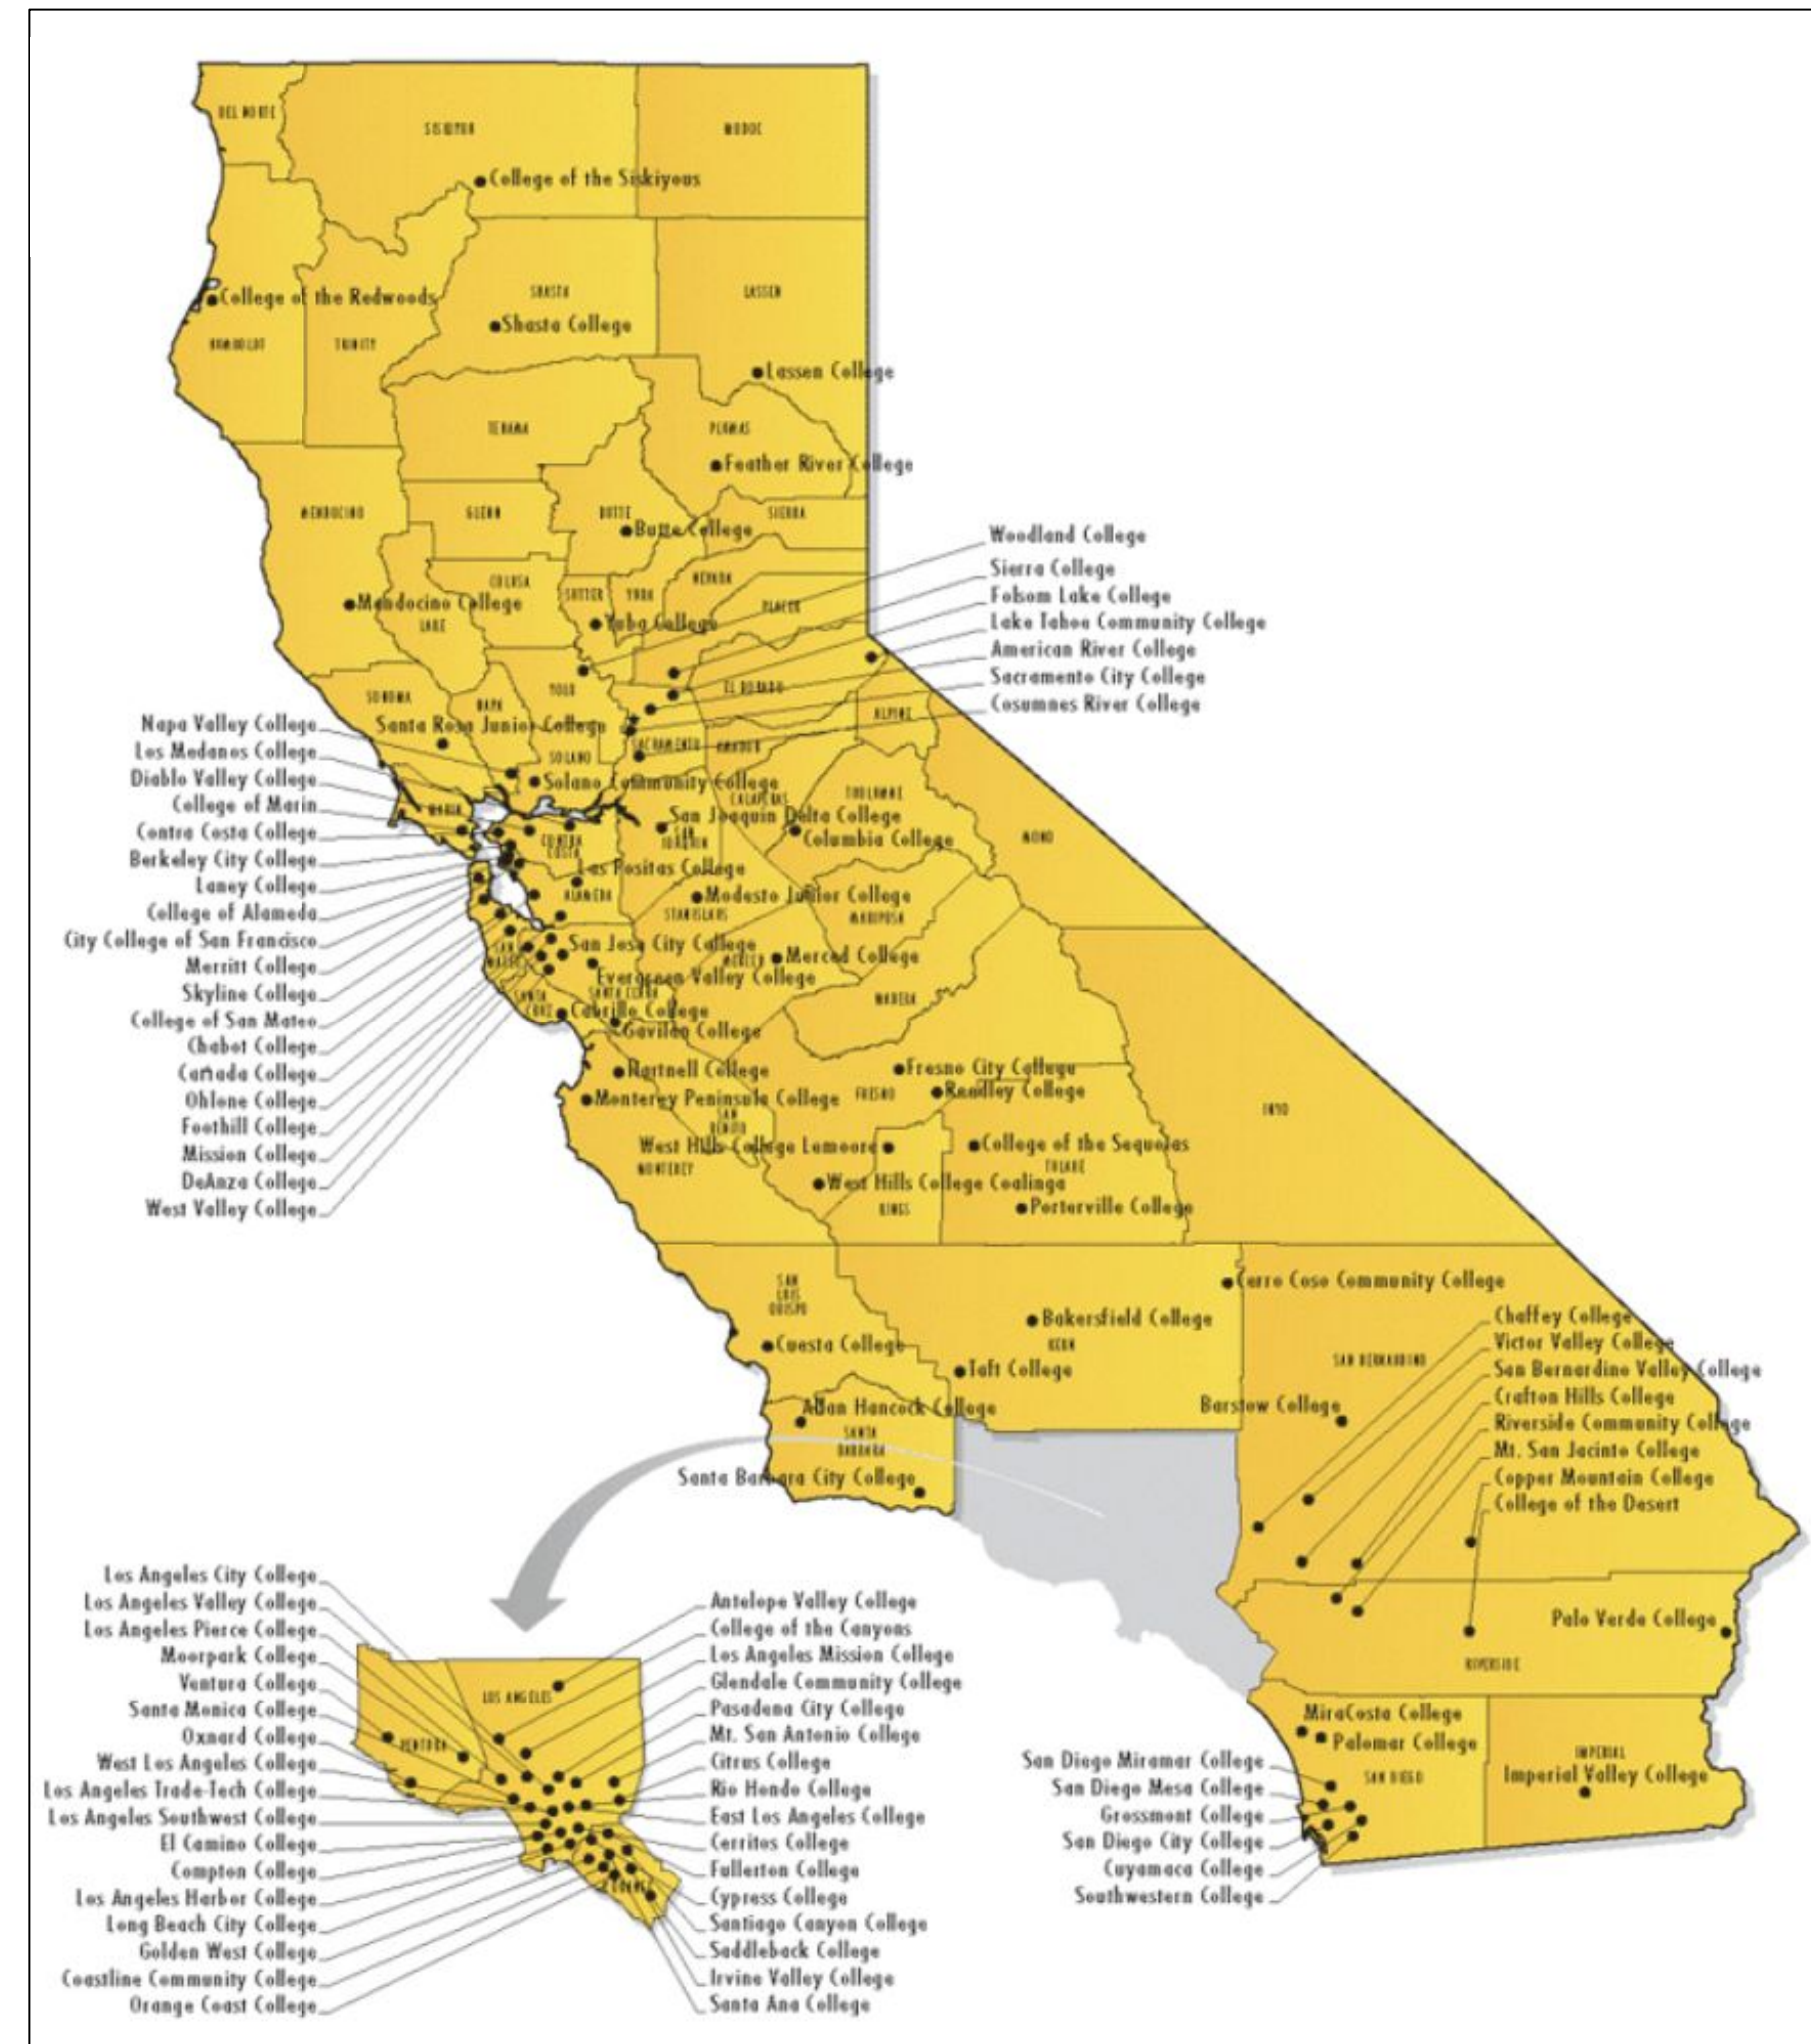 DEL NORTE
SISKIYOU
MODOC
College of the Siskiyous
College of the Redwoods
HUMBOLDT
TRINITY
SHASTA
Shasta College
LASSEN
Lassen College
TEHAMA
PLUMAS
Feather River College
MENDOCINO
GLENN
BUTTE
Butte College
SIERRA
Mendocino College
LAKE
COLUSA
SUTTER
YUBA
Yuba College
NEVADA
PLACER
Woodland College
Sierra College
Folsom Lake College
Lake Tahoe Community College
American River College
Sacramento City College
Cosumnes River College
SONOMA
NAPA
YOLO
EL DORADO
ALPINE
Santa Rosa Junior College
SOLANO
SACRAMENTO
AMADOR
Solano Community College
CALAVERAS
TUOLUMNE
MONO
MARIN
CONTRA
COSTA
San Joaquin Delta College
SAN
JOAQUIN
Columbia College
Las Positas College
ALAMEDA
Modesto Junior College
STANISLAUS
MARIPOSA
San Jose City College
MERCED
Merced College
SAN
MATEO
Evergreen Valley College
SANTA CLARA
SANTA
CRUZ
Cabrillo College
Gavilan College
MADERA
Napa Valley College
Los Medanos College
Diablo Valley College
College of Marin
Contra Costa College
Berkeley City College
Laney College
College of Alameda
City College of San Francisco
Merritt College
Skyline College
College of San Mateo
Chabot College
Cañada College
Ohlone College
Foothill College
Mission College
DeAnza College
West Valley College
Hartnell College
Monterey Peninsula College
SAN
BENITO
MONTEREY
FRESNO
Fresno City College
Reedley College
INYO
West Hills College Lemoore
College of the Sequoias
TULARE
West Hills College Coalinga
KINGS
Porterville College
SAN
LUIS
OBISPO
Cuesta College
Cerro Coso Community College
Bakersfield College
KERN
Taft College
SAN BERNARDINO
Barstow College
Allan Hancock College
SANTA
BARBARA
Santa Barbara City College
Chaffey College
Victor Valley College
San Bernardino Valley College
Crafton Hills College
Riverside Community College
Mt. San Jacinto College
Copper Mountain College
College of the Desert
Palo Verde College
RIVERSIDE
MiraCosta College
Palomar College
SAN DIEGO
IMPERIAL
Imperial Valley College
San Diego Miramar College
San Diego Mesa College
Grossmont College
San Diego City College
Cuyamaca College
Southwestern College
Los Angeles City College
Los Angeles Valley College
Los Angeles Pierce College
Moorpark College
Ventura College
Santa Monica College
Oxnard College
West Los Angeles College
Los Angeles Trade-Tech College
Los Angeles Southwest College
El Camino College
Compton College
Los Angeles Harbor College
Long Beach City College
Golden West College
Coastline Community College
Orange Coast College
LOS ANGELES
VENTURA
ORANGE
Antelope Valley College
College of the Canyons
Los Angeles Mission College
Glendale Community College
Pasadena City College
Mt. San Antonio College
Citrus College
Rio Hondo College
East Los Angeles College
Cerritos College
Fullerton College
Cypress College
Santiago Canyon College
Saddleback College
Irvine Valley College
Santa Ana College